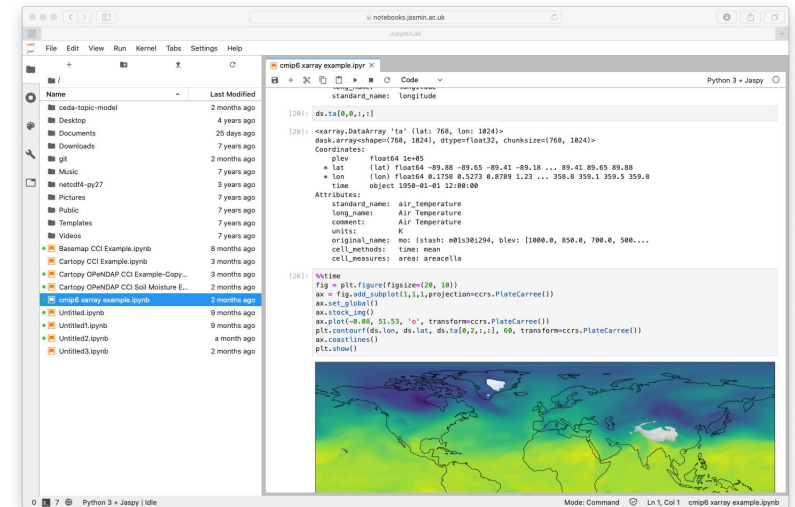 notebooks.jasmin.ac.uk
JupyterLab
File Edit View Run Kernel Tabs Settings Help
/
Name Last Modified
ceda-topic-model 2 months ago
Desktop 4 years ago
Documents 25 days ago
Downloads 7 years ago
git 2 months ago
Music 7 years ago
netcdf4-py27 3 years ago
Pictures 7 years ago
Public 7 years ago
Templates 7 years ago
Videos 7 years ago
Basemap CCI Example.ipynb 8 months ago
Cartopy CCI Example.ipynb 3 months ago
Cartopy OPeNDAP CCI Example-Copy... 3 months ago
Cartopy OPeNDAP CCI Soil Moisture E... 2 months ago
cmip6 xarray example.ipynb 2 months ago
Untitled.ipynb 9 months ago
Untitled1.ipynb 9 months ago
Untitled2.ipynb a month ago
Untitled3.ipynb 2 months ago
cmip6 xarray example.ipyr ×
Code Python 3 + Jaspy
long_name: longitude
standard_name: longitude
[20]: ds.ta[0,0,:,:]
[20]: <xarray.DataArray 'ta' (lat: 768, lon: 1024)>
dask.array<shape=(768, 1024), dtype=float32, chunksize=(768, 1024)>
Coordinates:
plev float64 1e+05
* lat (lat) float64 -89.88 -89.65 -89.41 -89.18 ... 89.41 89.65 89.88
* lon (lon) float64 0.1758 0.5273 0.8789 1.23 ... 358.8 359.1 359.5 359.8
time object 1950-01-01 12:00:00
Attributes:
standard_name: air_temperature
long_name: Air Temperature
comment: Air Temperature
units: K
original_name: mo: (stash: m01s30i294, blev: [1000.0, 850.0, 700.0, 500....
cell_methods: time: mean
cell_measures: area: areacella
[26]: %%time
fig = plt.figure(figsize=(20, 10))
ax = fig.add_subplot(1,1,1,projection=ccrs.PlateCarree())
ax.set_global()
ax.stock_img()
ax.plot(-0.08, 51.53, 'o', transform=ccrs.PlateCarree())
plt.contourf(ds.lon, ds.lat, ds.ta[0,2,:,:], 60, transform=ccrs.PlateCarree())
ax.coastlines()
plt.show()
0 7 Python 3 + Jaspy | Idle Mode: Command Ln 1, Col 1 cmip6 xarray example.ipynb